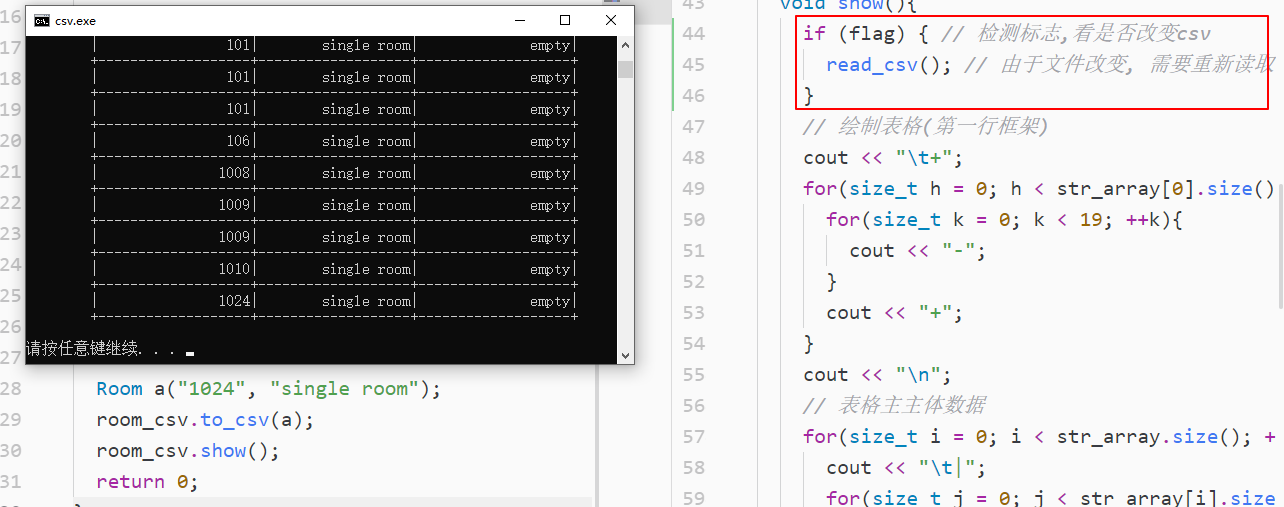 csv.exe
101| single room| empty|
101| single room| empty|
101| single room| empty|
106| single room| empty|
1008| single room| empty|
1009| single room| empty|
1009| single room| empty|
1010| single room| empty|
1024| single room| empty|
请按任意键继续. . .
16
17
18
19
20
21
22
23
24
25
26
27
28 Room a("1024", "single room");
29 room_csv.to_csv(a);
30 room_csv.show();
31 return 0;
43 void show(){
44 if (flag) { // 检测标志,看是否改变csv
45 read_csv(); // 由于文件改变, 需要重新读取
46 }
47 // 绘制表格(第一行框架)
48 cout << "\t+";
49 for(size_t h = 0; h < str_array[0].size()
50 for(size_t k = 0; k < 19; ++k){
51 cout << "-";
52 }
53 cout << "+";
54 }
55 cout << "\n";
56 // 表格主主体数据
57 for(size_t i = 0; i < str_array.size(); +
58 cout << "\t|";
59 for(size_t j = 0; j < str_array[i].size